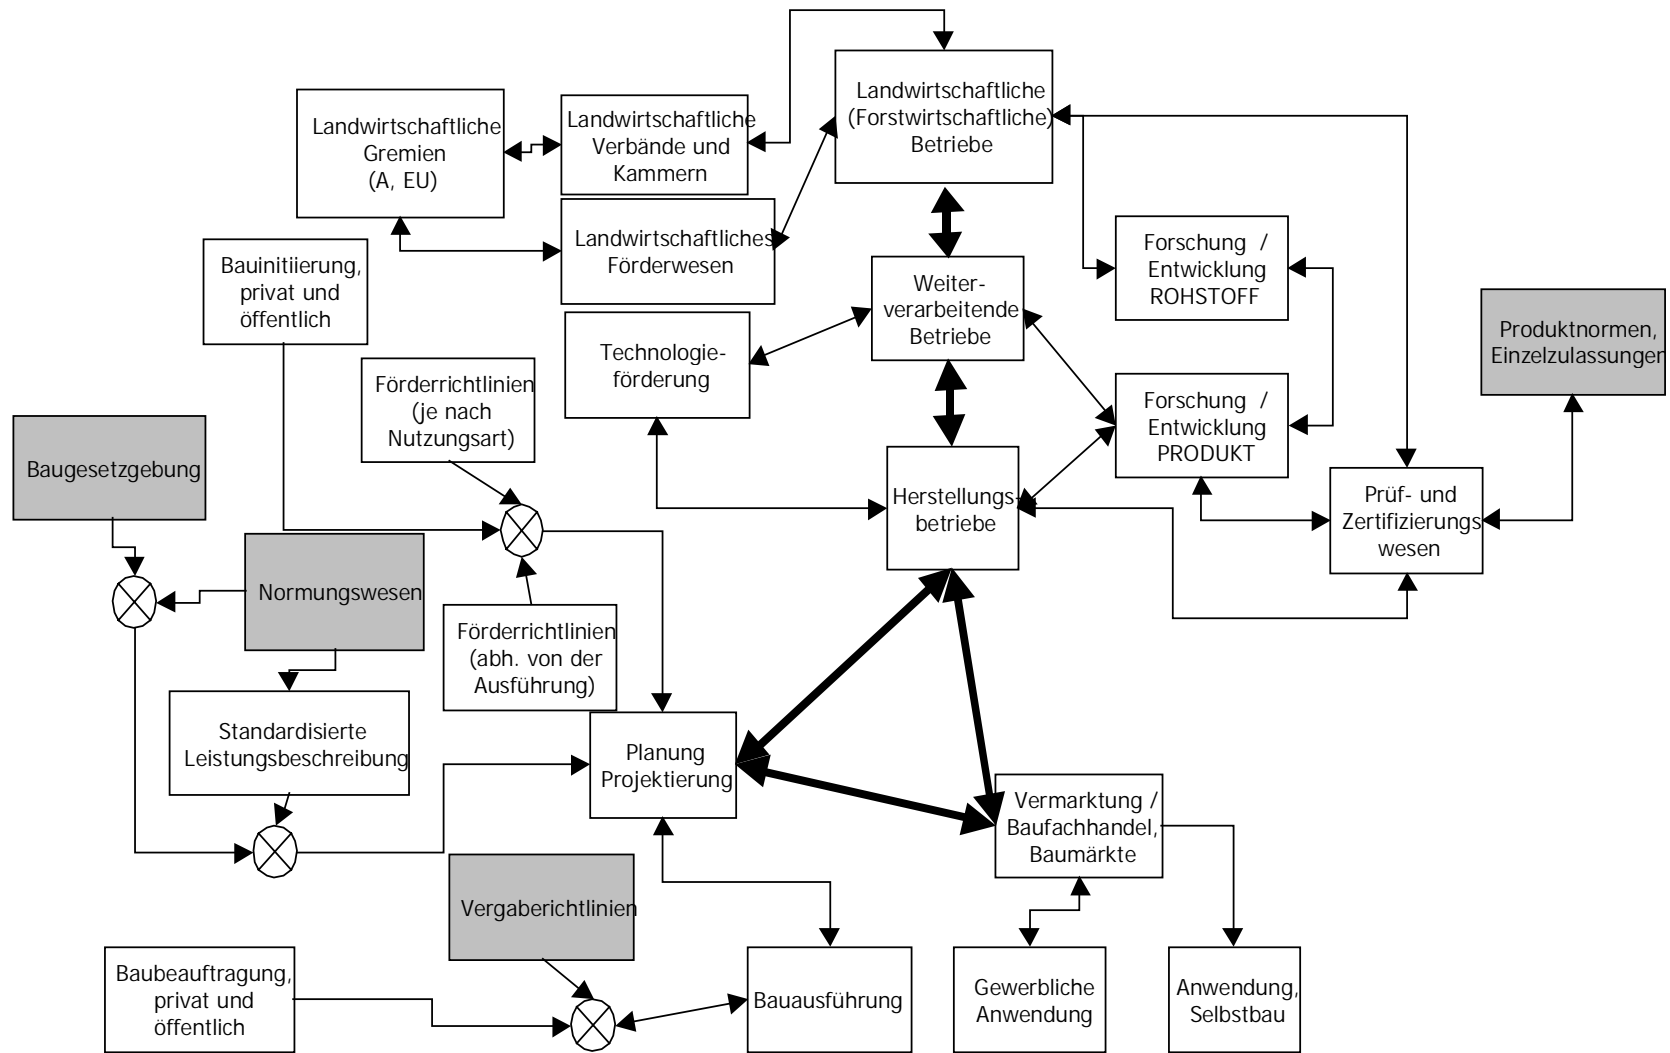 Landwirtschaftliche
(Forstwirtschaftliche)
Betriebe
Landwirtschaftliche
Gremien
(A, EU)
Landwirtschaftliche
Verbände und
Kammern
Landwirtschaftliches
Förderwesen
Bauinitiierung,
privat und
öffentlich
Forschung /
Entwicklung
ROHSTOFF
Weiter-
verarbeitende
Betriebe
Produktnormen,
Einzelzulassungen
Technologie-
förderung
Förderrichtlinien
(je nach
Nutzungsart)
Forschung /
Entwicklung
PRODUKT
Baugesetzgebung
Herstellungs-
betriebe
Prüf- und
Zertifizierungs
wesen
Normungswesen
Förderrichtlinien
(abh. von der
Ausführung)
Standardisierte
Leistungsbeschreibung
Planung
Projektierung
Vermarktung /
Baufachhandel,
Baumärkte
Vergaberichtlinien
Baubeauftragung,
privat und
öffentlich
Bauausführung
Gewerbliche
Anwendung
Anwendung,
Selbstbau